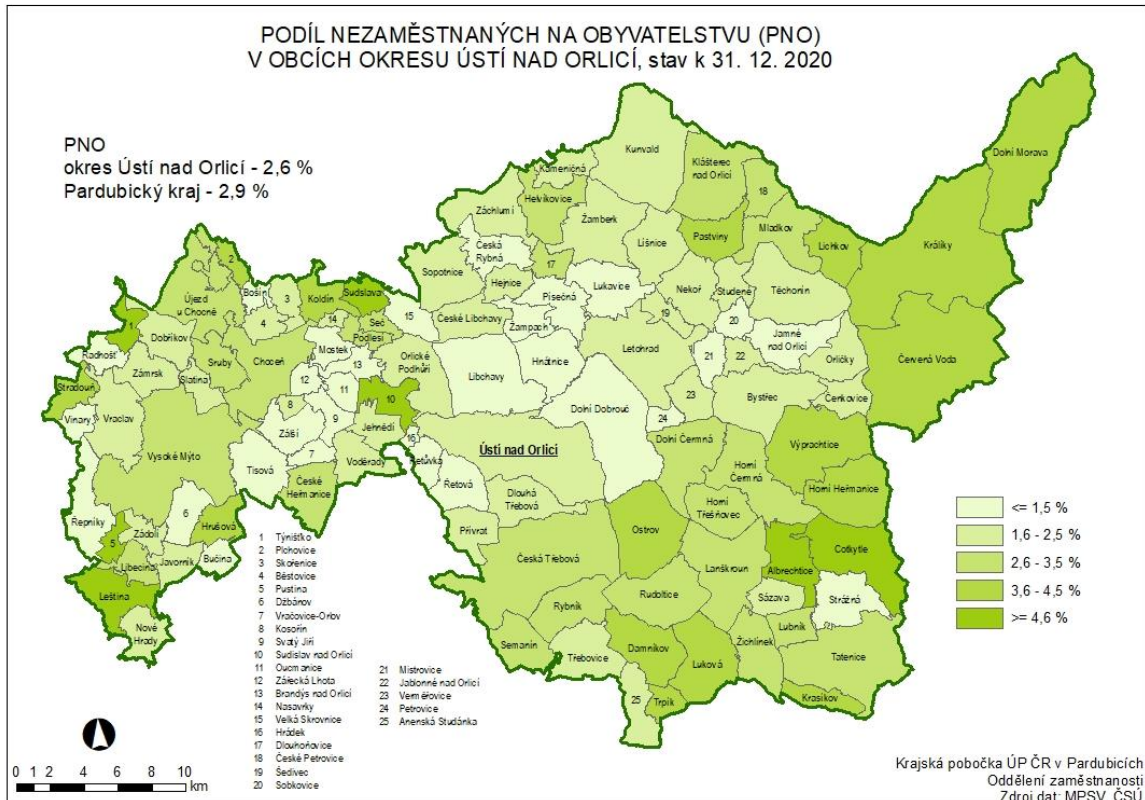 PODÍL NEZAMĚSTNANÝCH NA OBYVATELSTVU (PNO)
V OBCÍCH OKRESU ÚSTÍ NAD ORLICÍ, stav k 31. 12. 2020
PNO
okres Ústí nad Orlicí - 2,6 %
Pardubický kraj - 2,9 %
Dolní Morava
Kunvald
Kameničná
Klášterec
nad Orlicí
18
Helvíkovice
Záchlumí
Žamberk
Mladkov
Pastviny
Lichkov
Králíky
Líšnice
Česká
Rybná
17
Sopotnice
Hejnice
Lukavice
Nekoř
Studené
Těchonín
Písečná
2
Bošín
3
Koldín
Sudslava
Újezd
u Chocně
15
14
Seč
České Libchavy
Žampach
19
20
Jamné
nad Orlicí
1
4
Dobříkov
Podlesí
Mostek
Radhošť
Letohrad
Hnátnice
21
22
Orličky
Červená Voda
Choceň
Sruby
13
Orlické
Podhůří
Libchavy
Zámrsk
Slatina
12
11
Stradouň
10
23
Bystřec
Čenkovice
8
Dolní Dobrouč
Vinary
Vraclav
9
24
Zálší
Jehnědí
16
Řetůvka
Ústí nad Orlicí
Dolní Čermná
Výprachtice
7
Vysoké Mýto
Tisová
Voděrady
České
Heřmanice
Řetová
Horní
Čermná
Dlouhá
Třebová
Horní Heřmanice
6
Hrušová
Horní
Třešňovec
Řepníky
5
Zádolí
Přívrat
Ostrov
Cotkytle
Bučina
Javorník
Libecina
Česká Třebová
Lanškroun
Albrechtice
Leština
Rudoltice
Sázava
Strážná
Rybník
Lubník
Nové
Hrady
Semanín
Damníkov
Žichlínek
Třebovice
Luková
Tatenice
Krasíkov
25
Trpík
1 Týnišťko
2 Plchovice
3 Skořenice
4 Běstovice
5 Pustina
6 Džbánov
7 Vračovice-Orlov
8 Kosořín
9 Svatý Jiří
10 Sudislav nad Orlicí
11 Oucmanice
12 Zářecká Lhota
13 Brandýs nad Orlicí
14 Nasavrky
15 Velká Skrovnice
16 Hrádek
17 Dlouhoňovice
18 České Petrovice
19 Šedivec
20 Sobkovice
21 Mistrovice
22 Jablonné nad Orlicí
23 Verměřovice
24 Petrovice
25 Anenská Studánka
<= 1,5 %
1,6 - 2,5 %
2,6 - 3,5 %
3,6 - 4,5 %
>= 4,6 %
0 1 2 4 6 8 10
km
Krajská pobočka ÚP ČR v Pardubicích
Oddělení zaměstnanosti
Zdroj dat: MPSV, ČSÚ